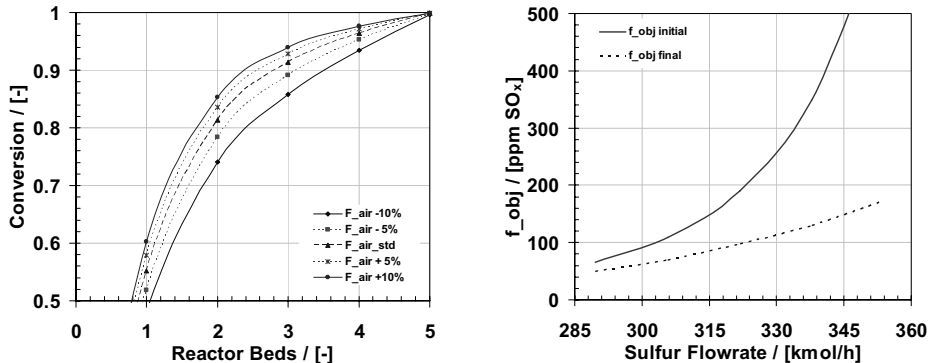 1
0.9
0.8
0.7
0.6
0.5
Conversion / [-]
0 1 2 3 4 5
Reactor Beds / [-]
F_air -10%
F_air - 5%
F_air_std
F_air + 5%
F_air +10%
500
400
300
200
100
0
f_obj / [ppm SOₓ]
285 300 315 330 345 360
Sulfur Flowrate / [kmol/h]
f_obj initial
f_obj final